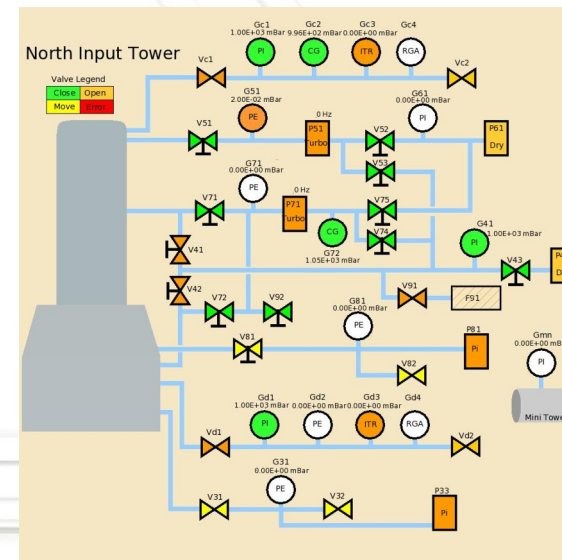 Gc1 Gc2 Gc3 Gc4
1.00E+03 mBar 9.96E+02 mBar 0.00E+00 mBar
PI CG ITR RGA
North Input Tower
Valve Legend
Close Open
Move Error
Vc1 Vc2
G51
2.00E-02 mBar
PE
G61
0.00E+00 mBar
PI
V51
0 Hz
P51
Turbo
V52
P61
Dry
V53
G71
0.00E+00 mBar
PE
V71
0 Hz
P71
Turbo
V75
V74
CG
G72
1.05E+03 mBar
G41
1.00E+03 mBar
PI
V41
V43
V42
V91
F91
V72 V92
G81
0.00E+00 mBar
PE
V81
P81
Pi
V82
Gmn
0.00E+00 mBar
PI
Mini Towe
Gd1 Gd2 Gd3 Gd4
1.00E+03 mBar 0.00E+00 mBar 0.00E+00 mBar
PI PE ITR RGA
Vd1 Vd2
G31
0.00E+00 mBar
PE
V31 V32
P33
Pi